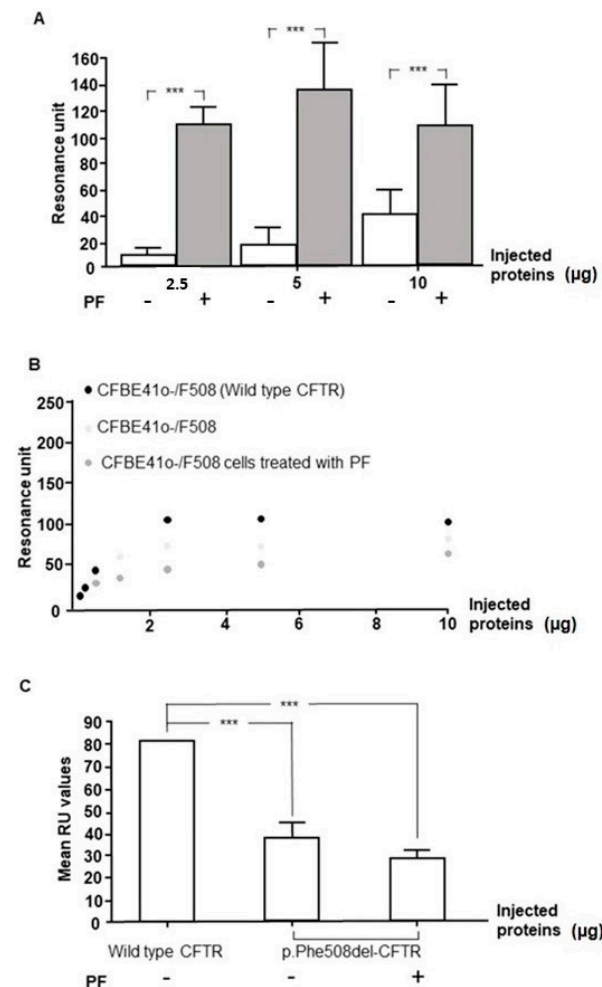 A
Resonance unit
160
140
120
100
80
60
40
20
0
***
***
***
2.5
5
10
Injected
proteins (µg)
PF - + - + - +
B
CFBE41o-/F508 (Wild type CFTR)
CFBE41o-/F508
CFBE41o-/F508 cells treated with PF
Resonance unit
250
200
150
100
50
0
2 4 6 8 10
Injected
proteins (µg)
C
***
***
Mean RU values
90
80
70
60
50
40
30
20
10
0
Injected
proteins (µg)
Wild type CFTR p.Phe508del-CFTR
PF - - +